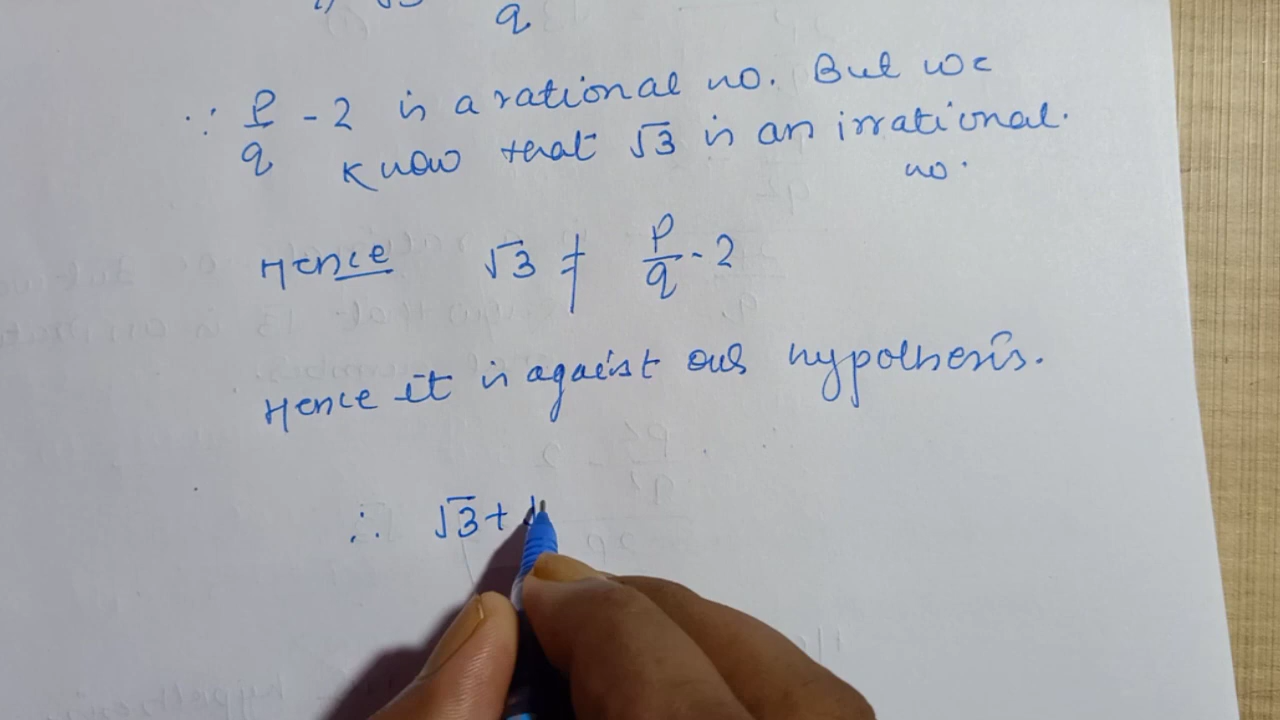 q
∵ p/q - 2 is a rational no. But we
know that √3 is an irrational.
no.
Hence √3 ≠ p/q - 2
Hence it is against our hypothesis.
∴ √3 +